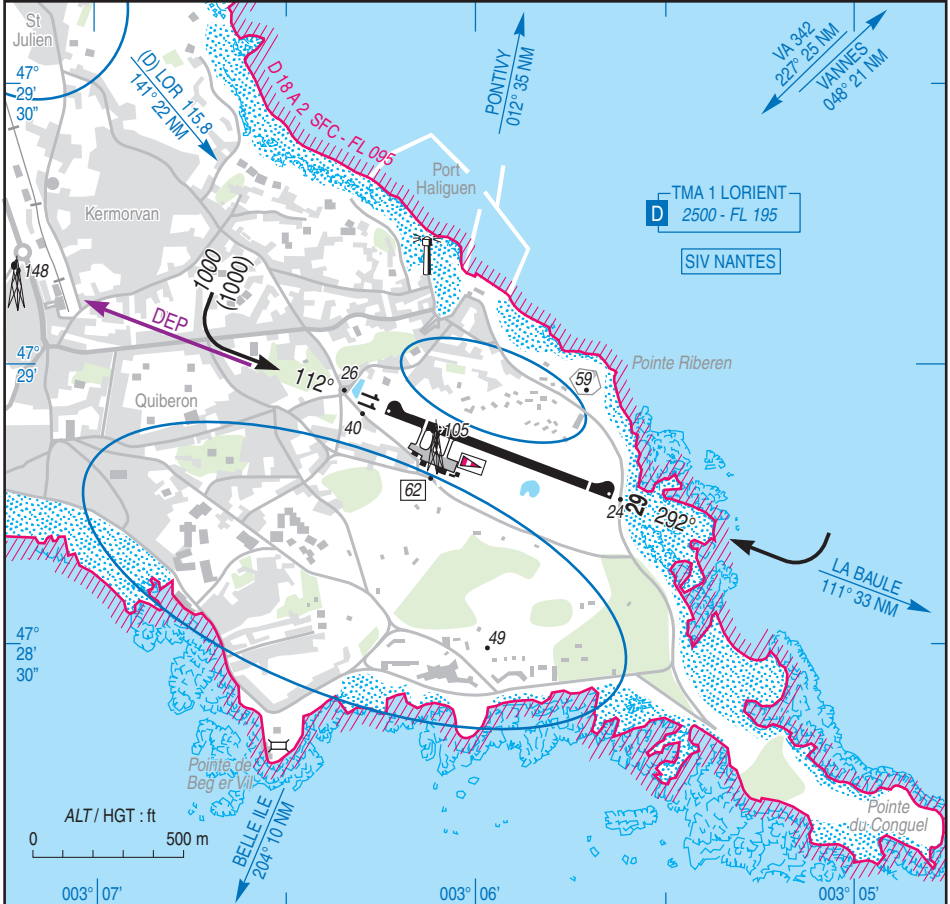 St
Julien
47°
29'
30"
(D) LOR 115.8
141° 22 NM
D 18 A 2 SFC - FL 095
PONTIVY
012° 35 NM
VA 342
227° 25 NM
VANNES
048° 21 NM
Port
Haliguen
TMA 1 LORIENT
D 2500 - FL 195
SIV NANTES
Kermorvan
148
1000
(1000)
DEP
47°
29'
112°
26
11
40
59
Pointe Riberen
Quiberon
105
62
24
29
292°
LA BAULE
111° 33 NM
47°
28'
30"
49
Pointe de
Beg er Vil
BELLE ILE
204° 10 NM
Pointe
du Conguel
ALT / HGT : ft
0 500 m
003° 07'
003° 06'
003° 05'